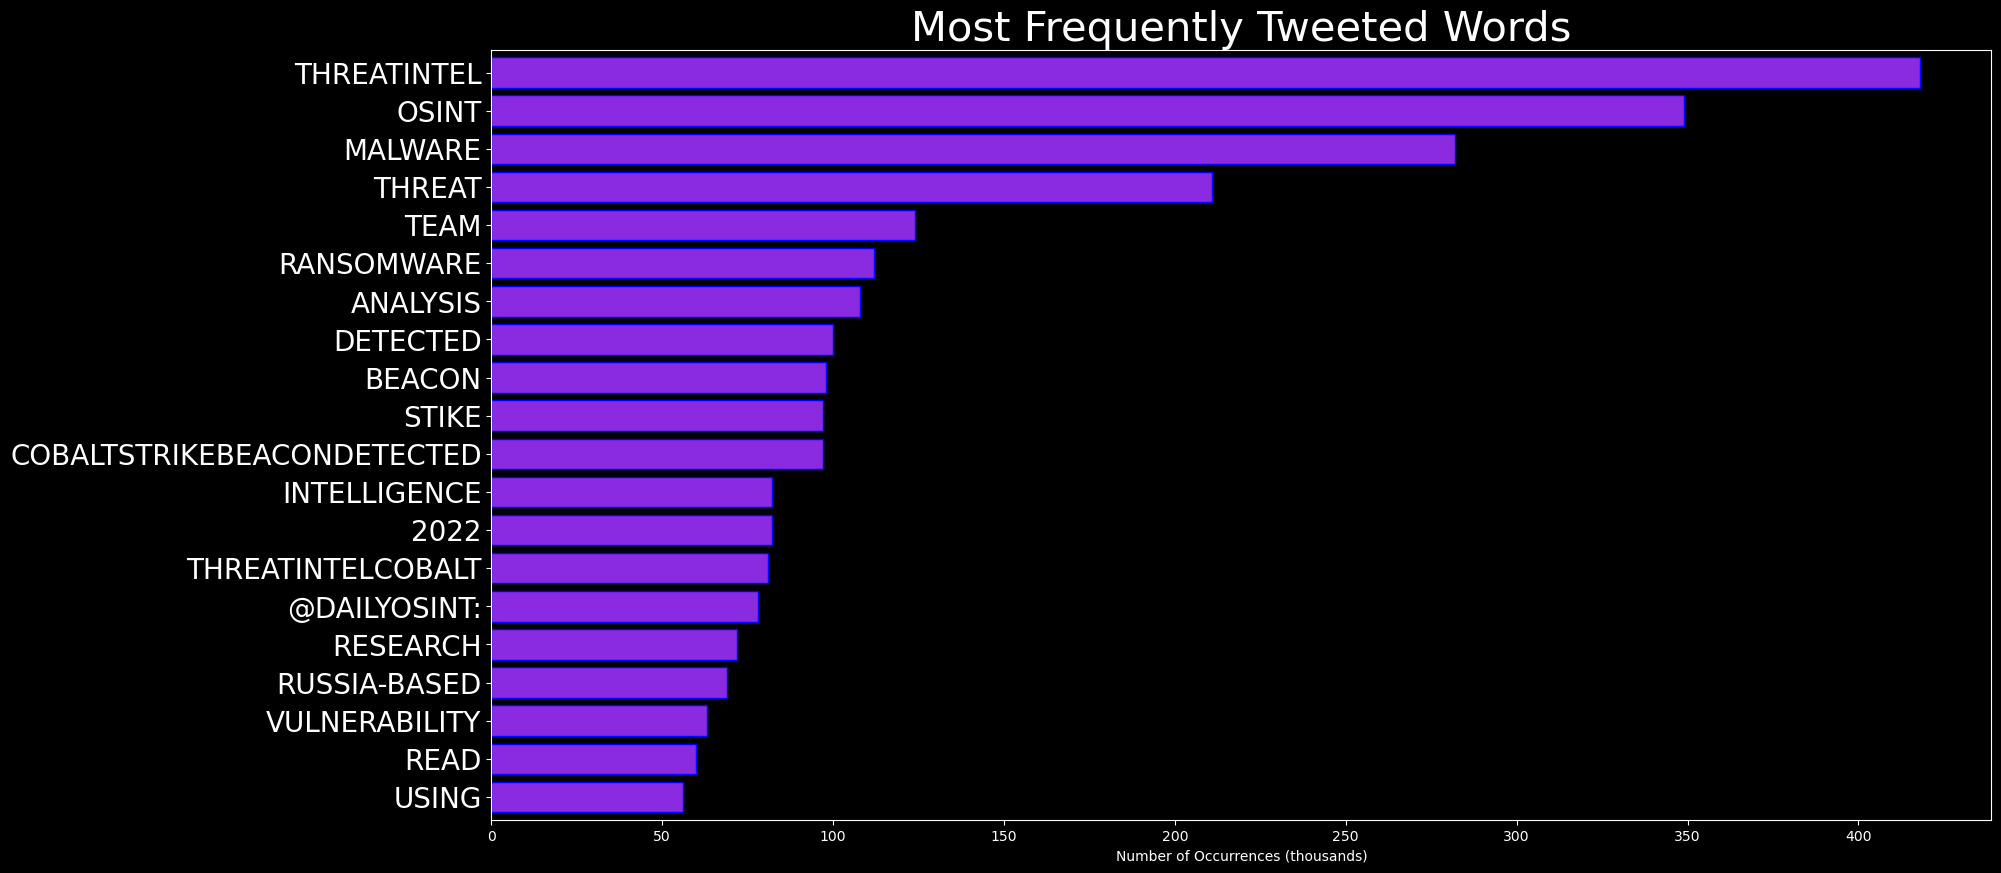 Most Frequently Tweeted Words
THREATINTEL
OSINT
MALWARE
THREAT
TEAM
RANSOMWARE
ANALYSIS
DETECTED
BEACON
STIKE
COBALTSTRIKEBEACONDETECTED
INTELLIGENCE
2022
THREATINTELCOBALT
@DAILYOSINT:
RESEARCH
RUSSIA-BASED
VULNERABILITY
READ
USING
0 50 100 150 200 250 300 350 400
Number of Occurrences (thousands)